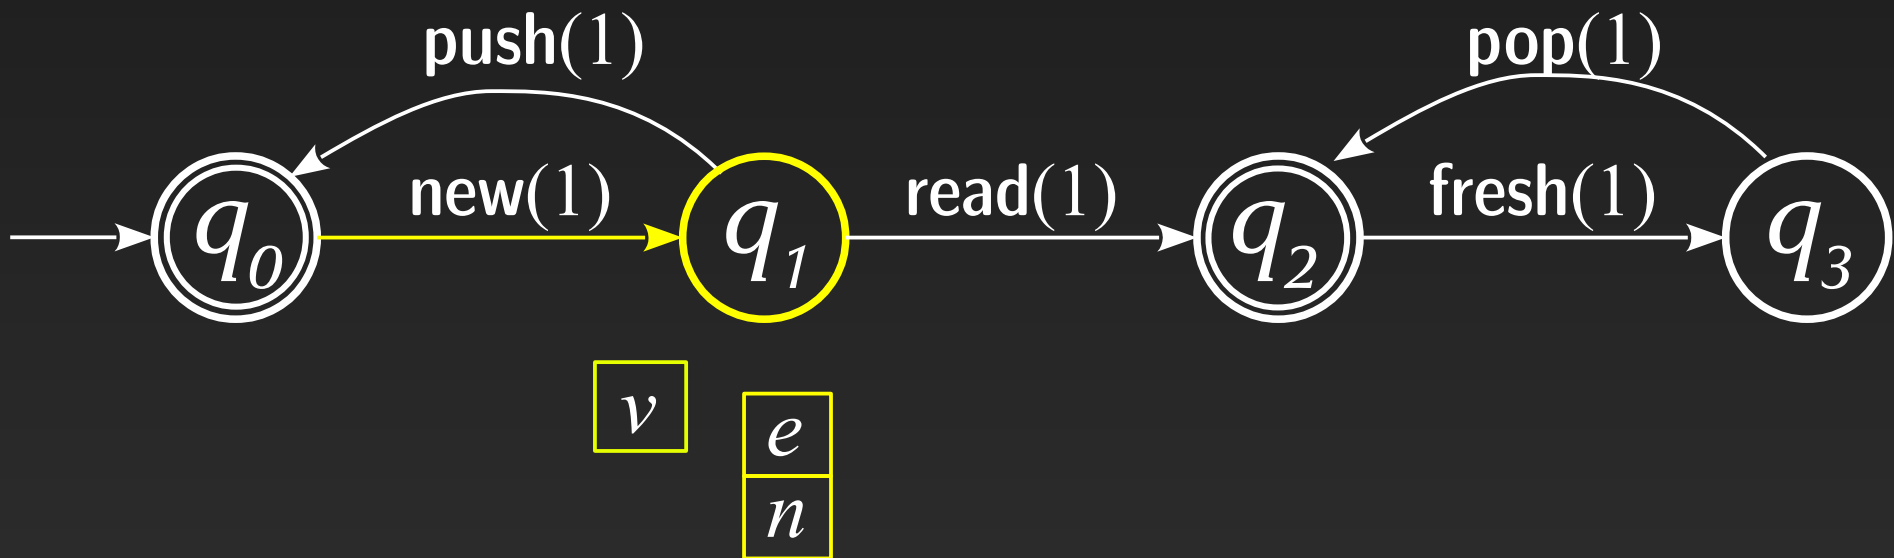 push(1) pop(1)
new(1) read(1) fresh(1)
q0 q1 q2 q3
v
e
n